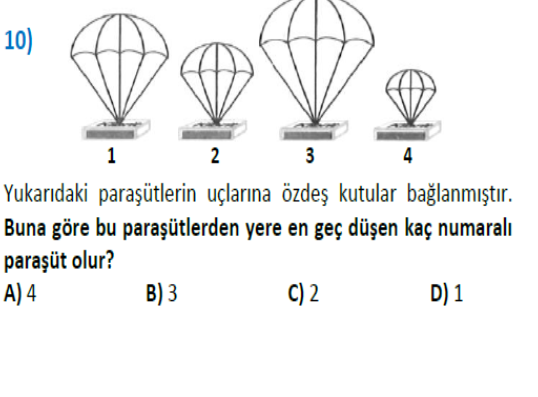 10)
1 2 3 4
Yukarıdaki paraşütlerin uçlarına özdeş kutular bağlanmıştır.
Buna göre bu paraşütlerden yere en geç düşen kaç numaralı
paraşüt olur?
A) 4 B) 3 C) 2 D) 1